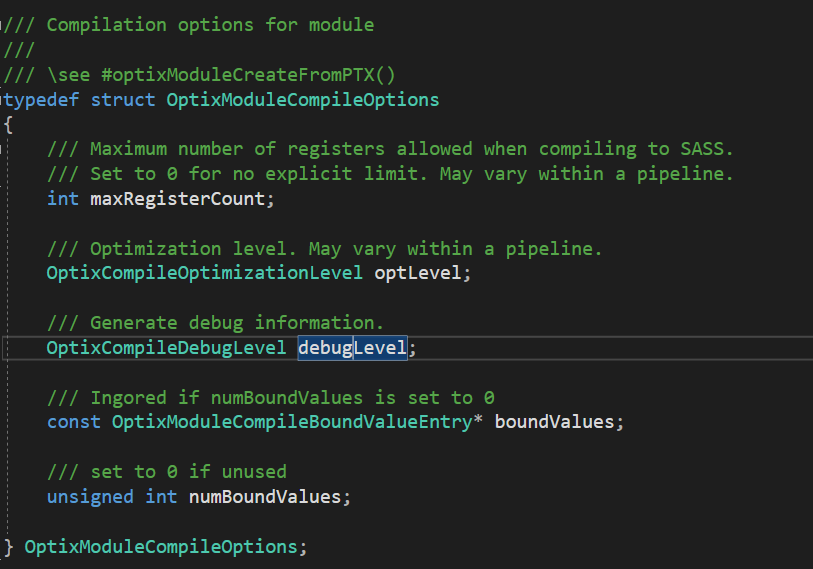 /// Compilation options for module
///
/// \see #optixModuleCreateFromPTX()
typedef struct OptixModuleCompileOptions
{
/// Maximum number of registers allowed when compiling to SASS.
/// Set to 0 for no explicit limit. May vary within a pipeline.
int maxRegisterCount;
/// Optimization level. May vary within a pipeline.
OptixCompileOptimizationLevel optLevel;
/// Generate debug information.
OptixCompileDebugLevel debugLevel;
/// Ingored if numBoundValues is set to 0
const OptixModuleCompileBoundValueEntry* boundValues;
/// set to 0 if unused
unsigned int numBoundValues;
} OptixModuleCompileOptions;